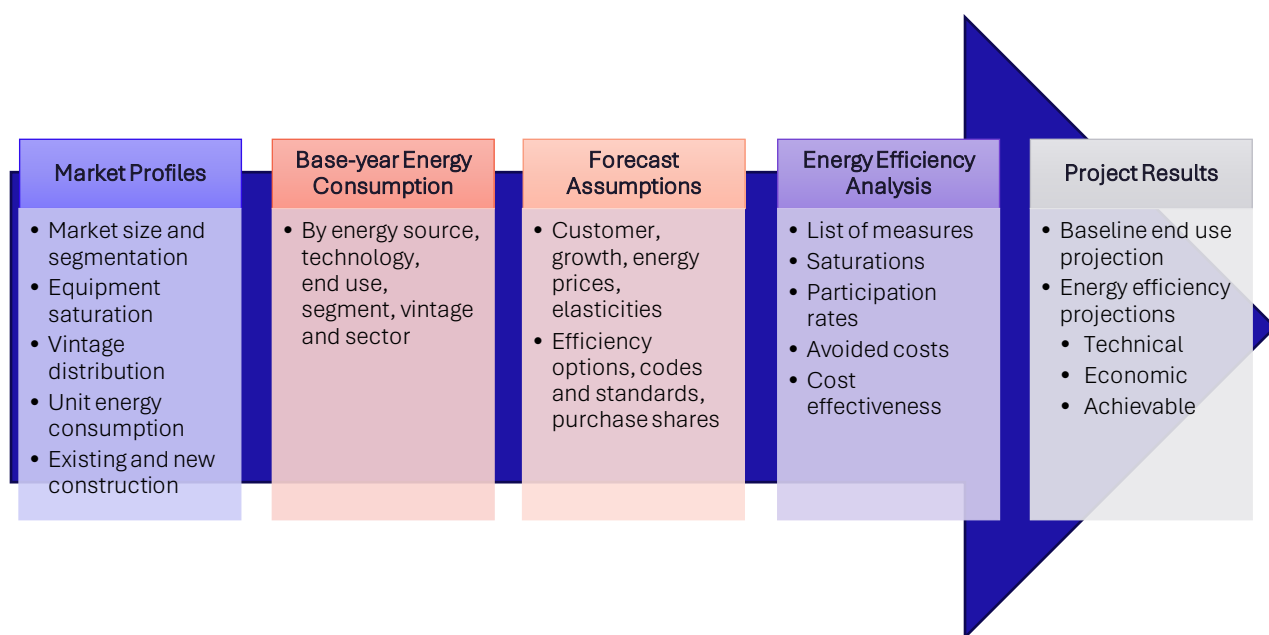 Market Profiles
• Market size and
segmentation
• Equipment
saturation
• Vintage
distribution
• Unit energy
consumption
• Existing and new
construction
Base-year Energy
Consumption
• By energy source,
technology,
end use,
segment, vintage
and sector
Forecast
Assumptions
• Customer,
growth, energy
prices,
elasticities
• Efficiency
options, codes
and standards,
purchase shares
Energy Efficiency
Analysis
• List of measures
• Saturations
• Participation
rates
• Avoided costs
• Cost
effectiveness
Project Results
• Baseline end use
projection
• Energy efficiency
projections
• Technical
• Economic
• Achievable